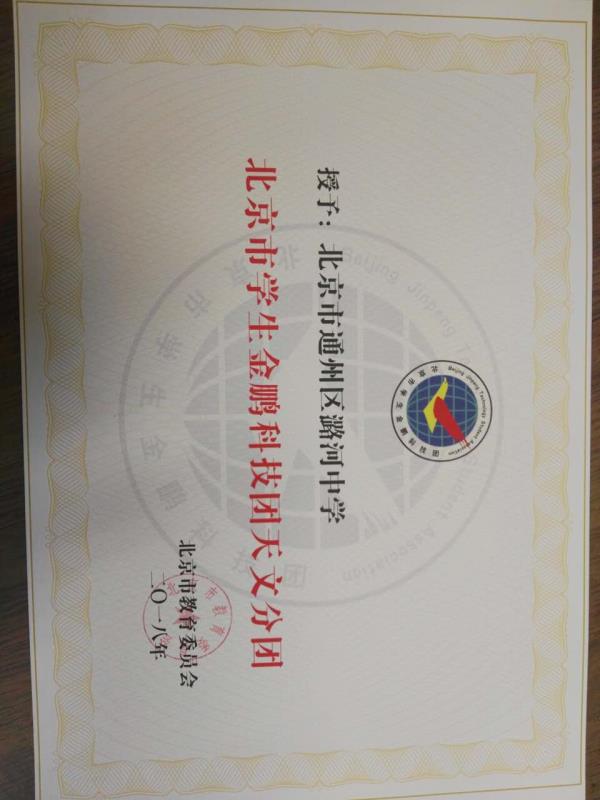 授予：北京市通州区潞河中学
北京市学生金鹏科技团天文分团
北京市教育委员会
二〇一八年